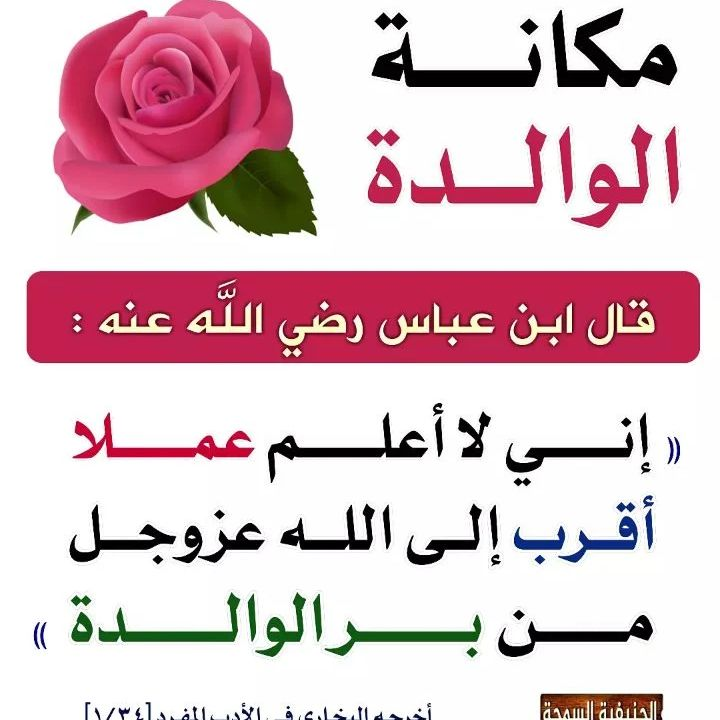 مكانة
الوالدة
قال ابن عباس رضي اللَّه عنه :
(( إني لا أعلم عملا
أقرب إلى الله عزوجل
من بر الوالدة ))
أخرجه البخاري في الأدب المفرد [١/٣٤]
الحنيفية السمحة